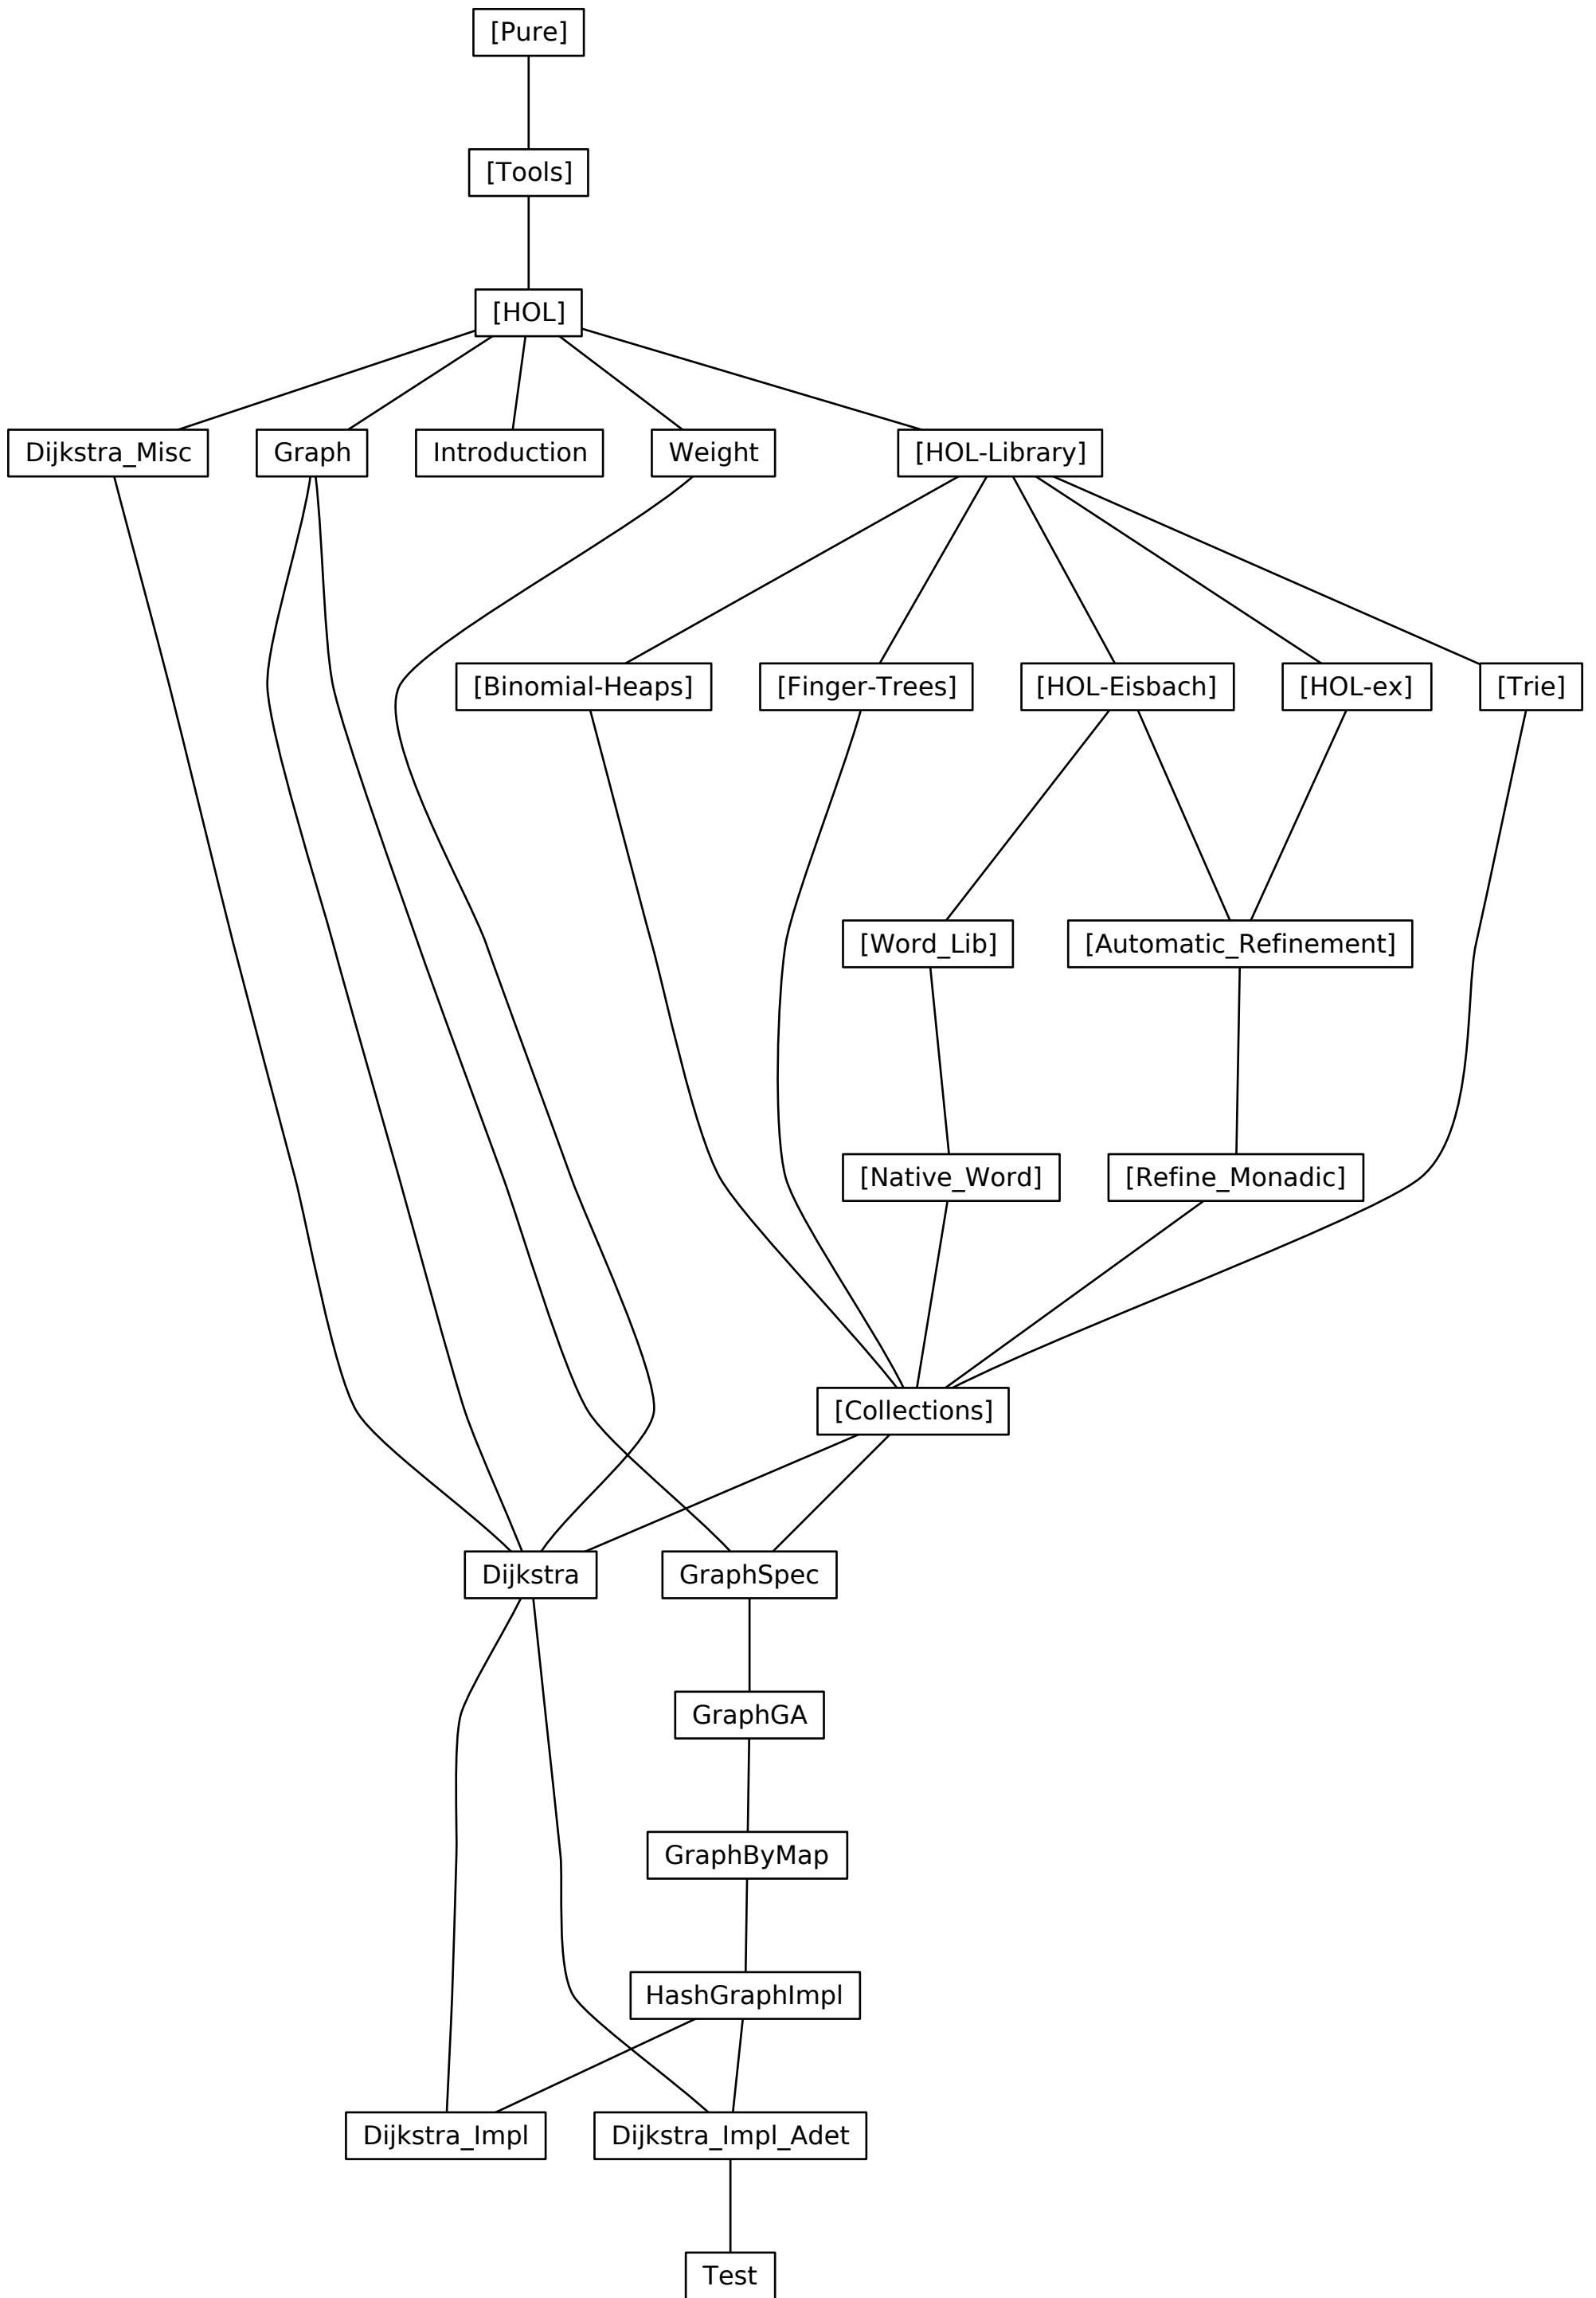 [Pure]
[Tools]
[HOL]
Dijkstra_Misc
Graph
Introduction
Weight
[HOL-Library]
[Binomial-Heaps]
[Finger-Trees]
[HOL-Eisbach]
[HOL-ex]
[Trie]
[Word_Lib]
[Automatic_Refinement]
[Native_Word]
[Refine_Monadic]
[Collections]
Dijkstra
GraphSpec
GraphGA
GraphByMap
HashGraphImpl
Dijkstra_Impl
Dijkstra_Impl_Adet
Test